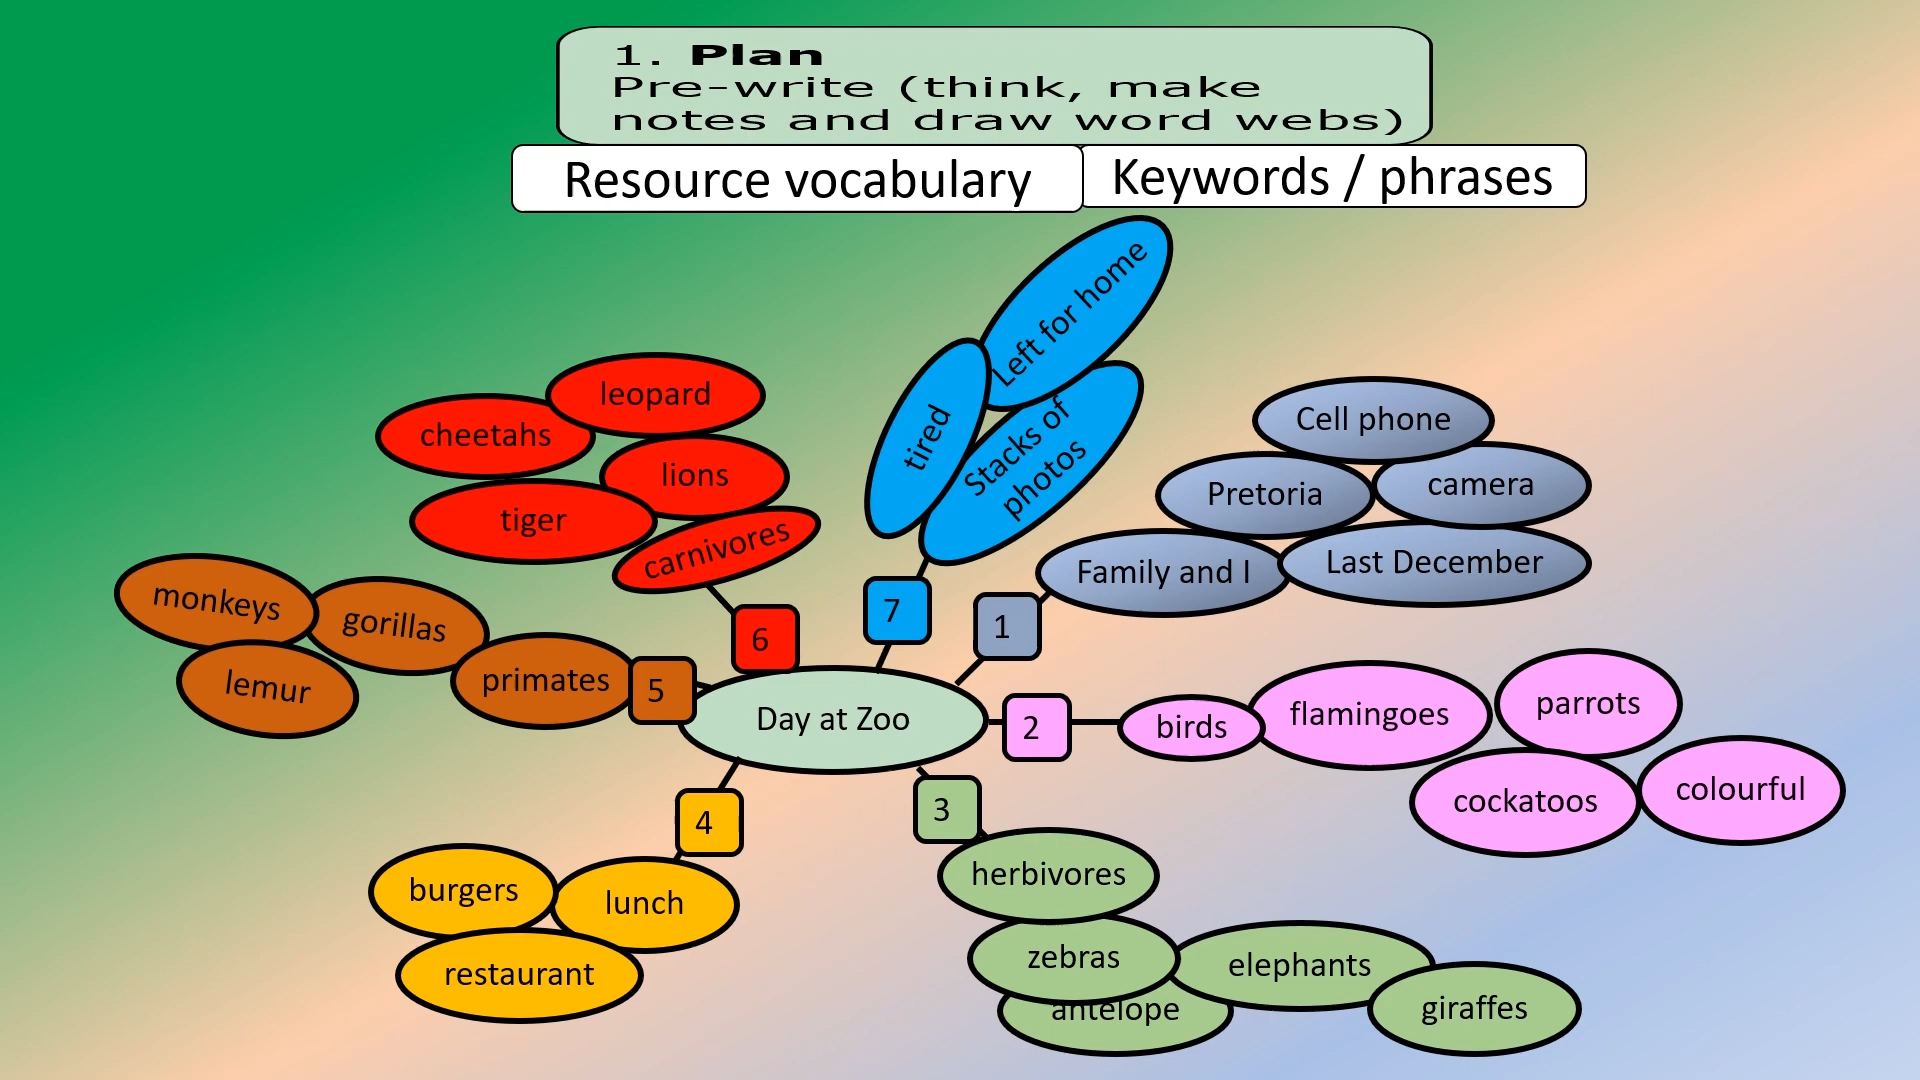 1. Plan
Pre-write (think, make
notes and draw word webs)
Resource vocabulary
Keywords / phrases
Left for home
tired
Stacks of
photos
7
1
Family and I
Last December
Pretoria
camera
Cell phone
Day at Zoo
2
birds
flamingoes
parrots
cockatoos
colourful
3
herbivores
zebras
elephants
antelope
giraffes
4
lunch
burgers
restaurant
5
primates
gorillas
monkeys
lemur
6
carnivores
tiger
lions
cheetahs
leopard